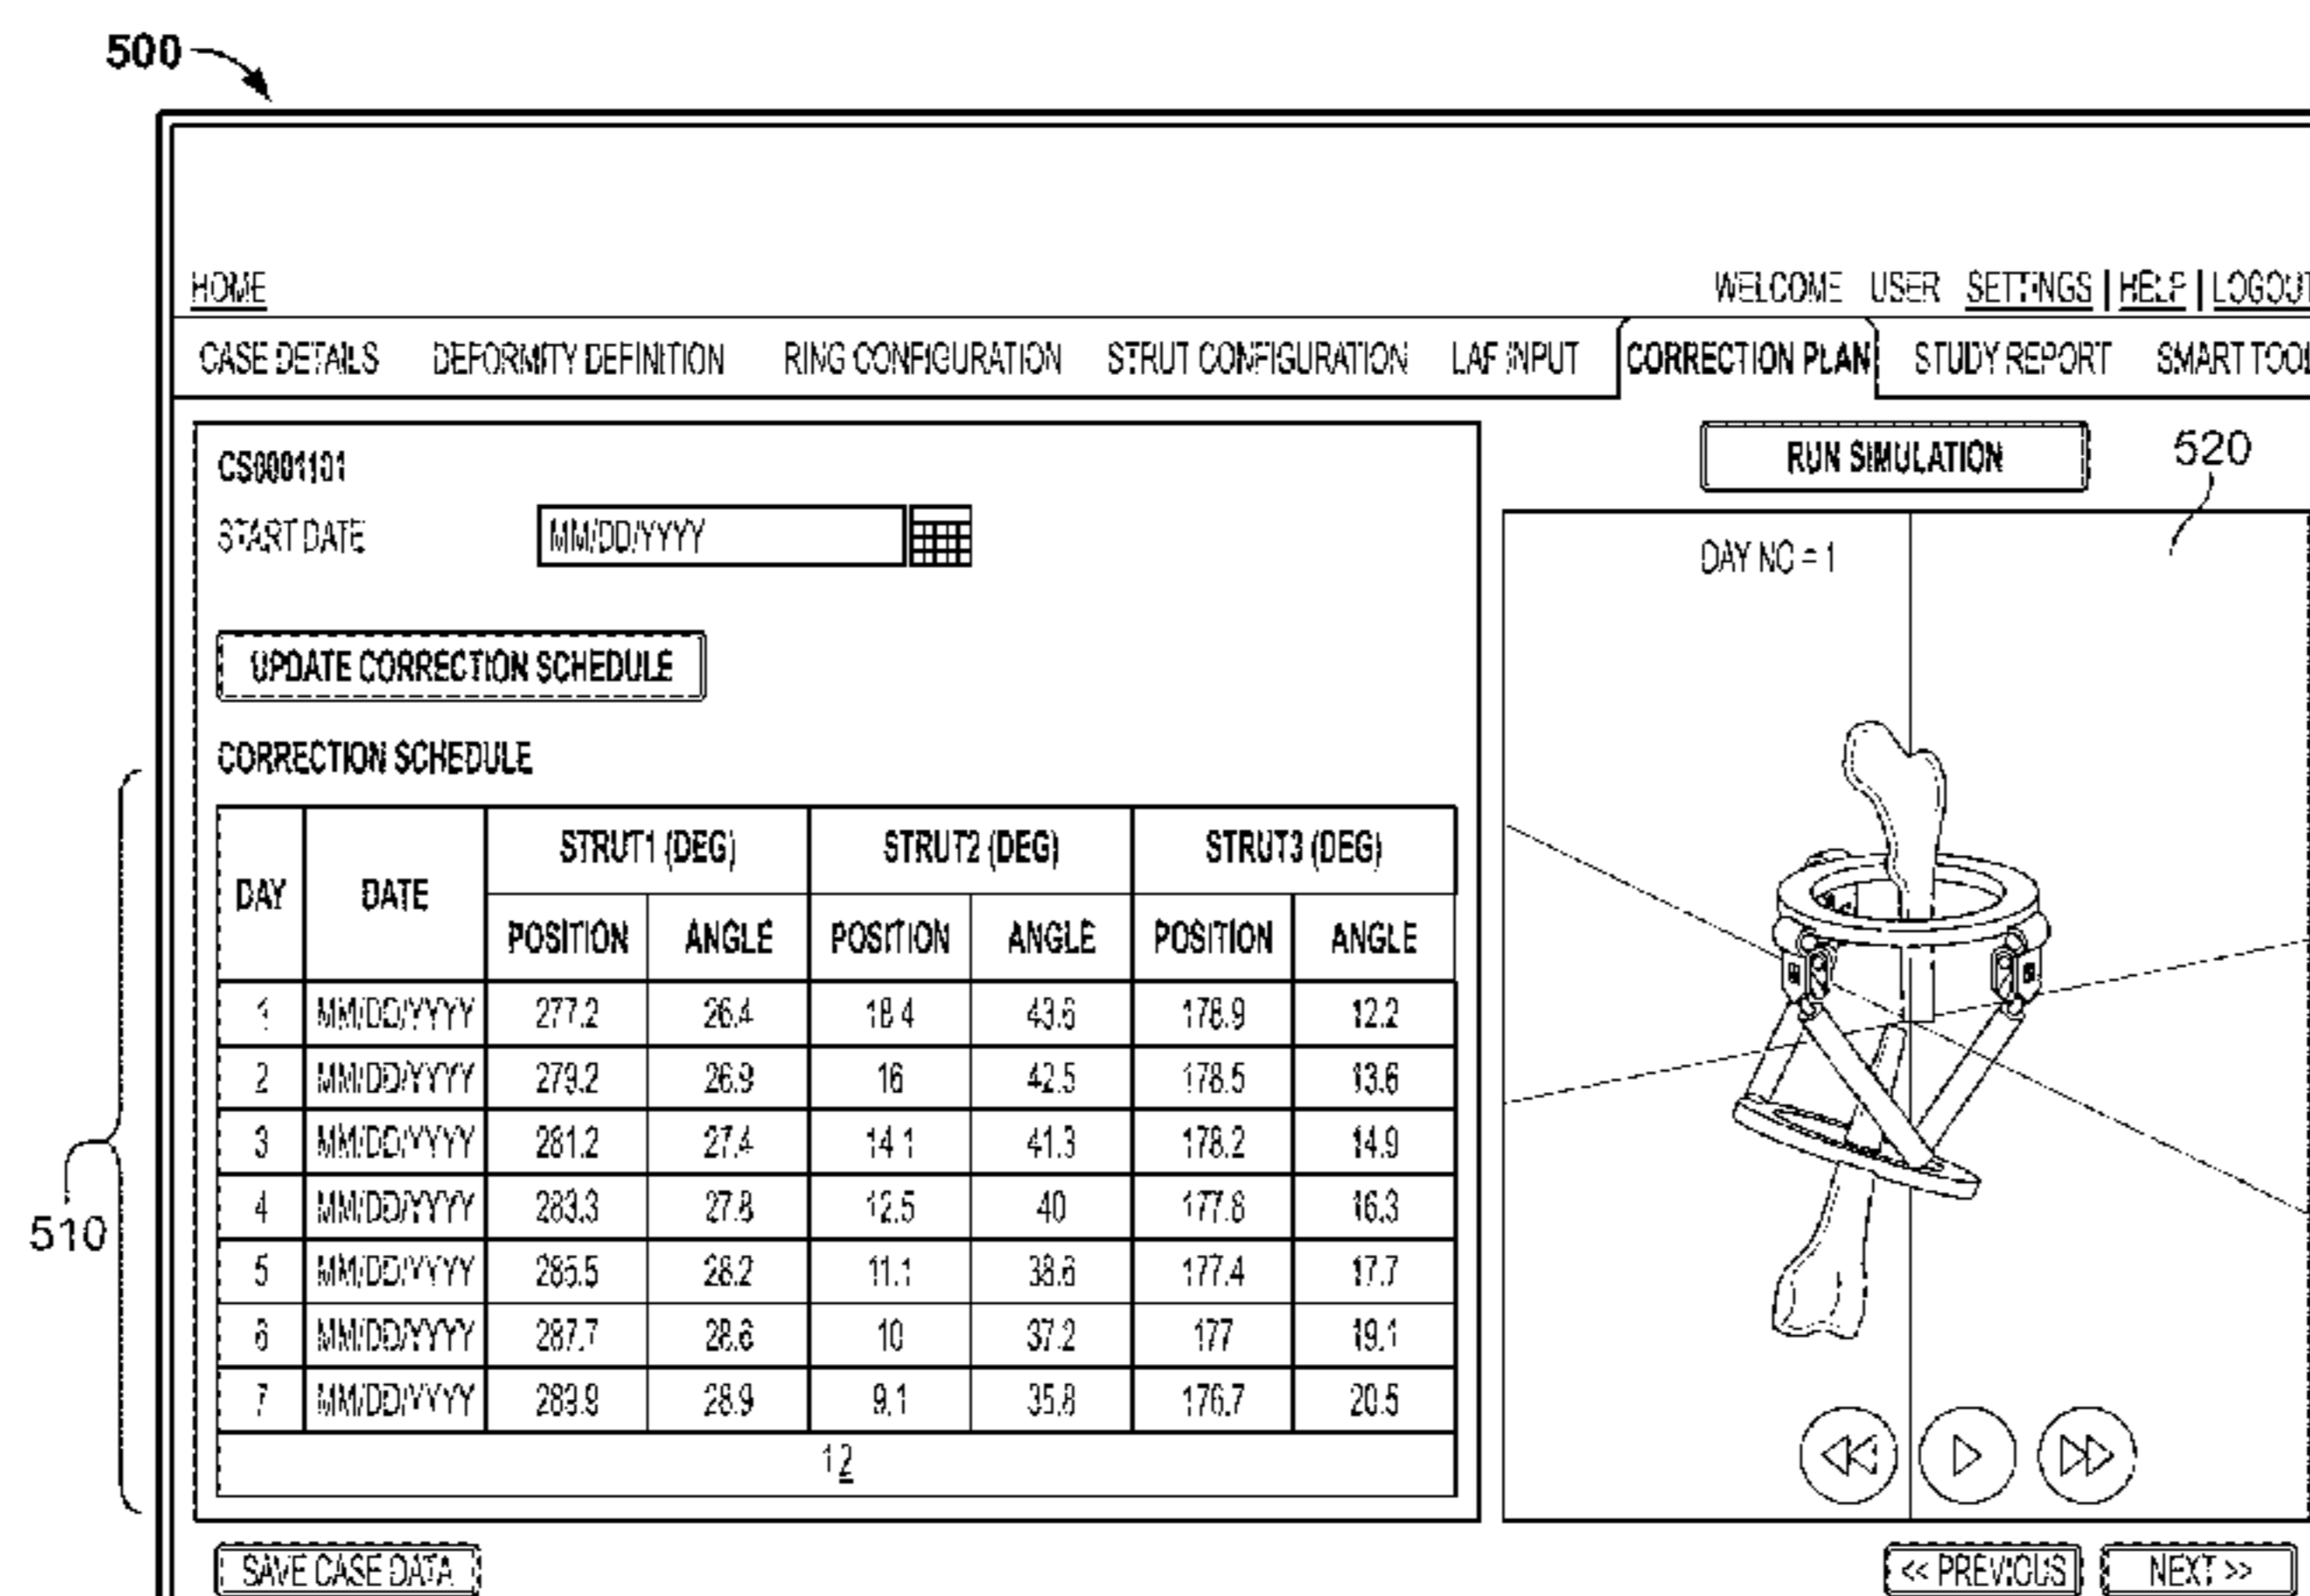 500
HOME WELCOME USER SETTINGS | HELP | LOGOUT
CASE DETAILS DEFORMITY DEFINITION RING CONFIGURATION STRUT CONFIGURATION LAF INPUT CORRECTION PLAN STUDY REPORT SMART TOOL
CS0001101
RUN SIMULATION
520
START DATE MM/DD/YYYY
DAY NO = 1
UPDATE CORRECTION SCHEDULE
CORRECTION SCHEDULE
DAY DATE STRUT1 (DEG) STRUT2 (DEG) STRUT3 (DEG)
POSITION ANGLE POSITION ANGLE POSITION ANGLE
1 MM/DD/YYYY 277.2 26.4 18.4 43.6 178.9 12.2
2 MM/DD/YYYY 279.2 26.9 16 42.5 178.5 13.6
3 MM/DD/YYYY 281.2 27.4 14.1 41.3 178.2 14.9
4 MM/DD/YYYY 283.3 27.8 12.5 40 177.8 16.3
5 MM/DD/YYYY 285.5 28.2 11.1 38.6 177.4 17.7
6 MM/DD/YYYY 287.7 28.6 10 37.2 177 19.1
7 MM/DD/YYYY 289.9 28.9 9.1 35.8 176.7 20.5
1 2
510
SAVE CASE DATA << PREVIOUS NEXT >>